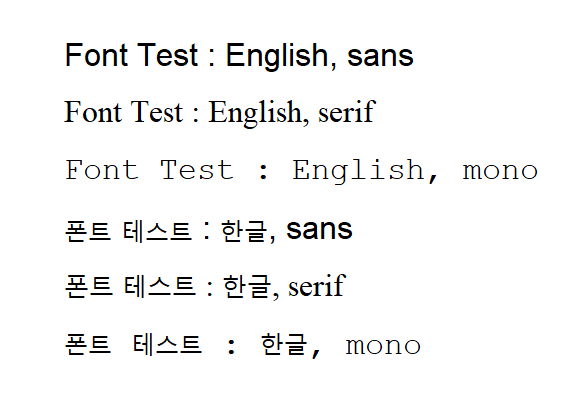 Font Test : English, sans
Font Test : English, serif
Font Test : English, mono
폰트 테스트 : 한글, sans
폰트 테스트 : 한글, serif
폰트 테스트 : 한글, mono